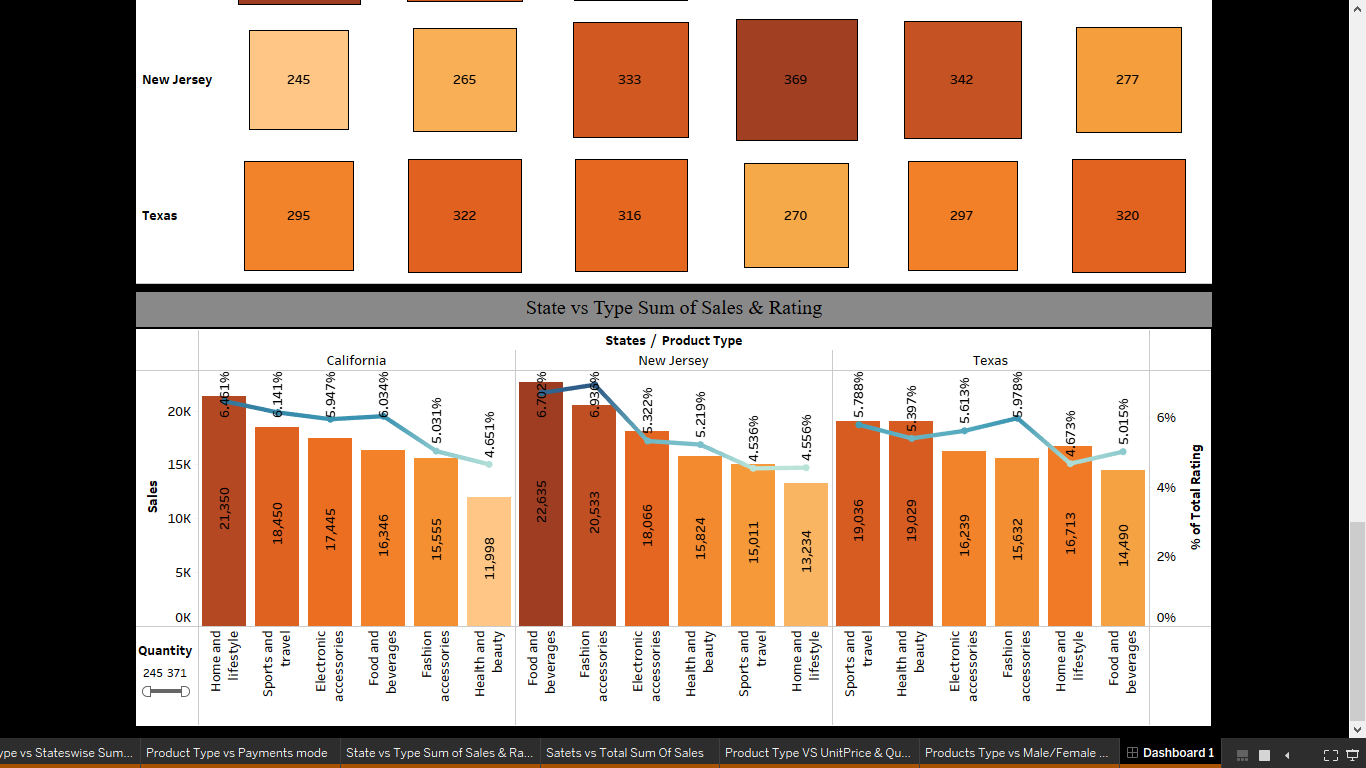 New Jersey
245
265
333
369
342
277
Texas
295
322
316
270
297
320
State vs Type Sum of Sales & Rating
States / Product Type
California
New Jersey
Texas
Sales
20K
15K
10K
5K
0K
6.461%
6.141%
5.947%
6.034%
5.031%
4.651%
6.702%
6.936%
5.322%
5.219%
4.536%
4.556%
5.788%
5.397%
5.613%
5.978%
4.673%
5.015%
21,350
18,450
17,445
16,346
15,555
11,998
22,635
20,533
18,066
15,824
15,011
13,234
19,036
19,029
16,239
15,632
16,713
14,490
6%
4%
2%
0%
% of Total Rating
Home and
lifestyle
Sports and
travel
Electronic
accessories
Food and
beverages
Fashion
accessories
Health and
beauty
Food and
beverages
Fashion
accessories
Electronic
accessories
Health and
beauty
Sports and
travel
Home and
lifestyle
Sports and
travel
Health and
beauty
Electronic
accessories
Fashion
accessories
Home and
lifestyle
Food and
beverages
Quantity
245 371
ype vs Stateswise Sum...
Product Type vs Payments mode
State vs Type Sum of Sales & Ra...
Satets vs Total Sum Of Sales
Product Type VS UnitPrice & Qu...
Products Type vs Male/Female ...
Dashboard 1